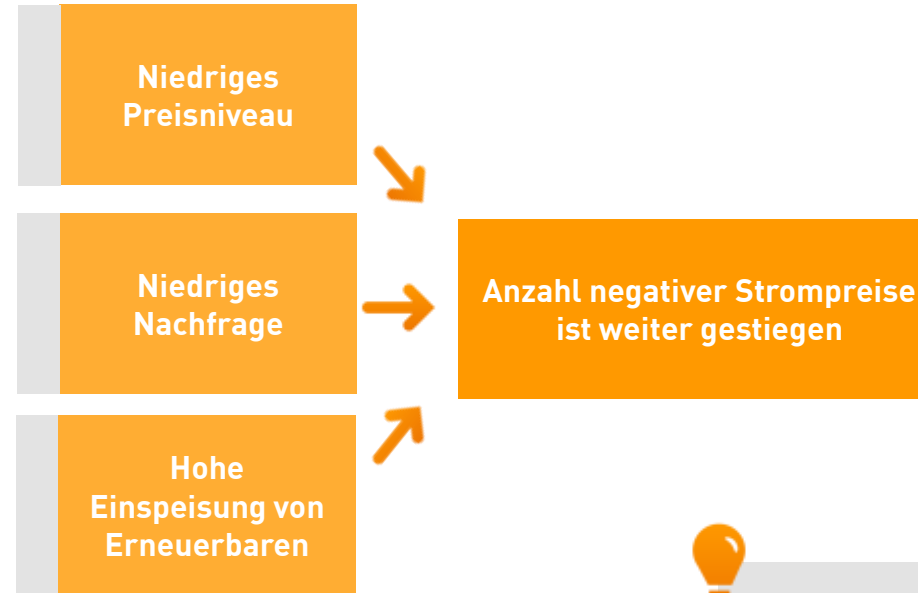 Niedriges
Preisniveau
Niedriges
Nachfrage
Anzahl negativer Strompreise
ist weiter gestiegen
Hohe
Einspeisung von
Erneuerbaren